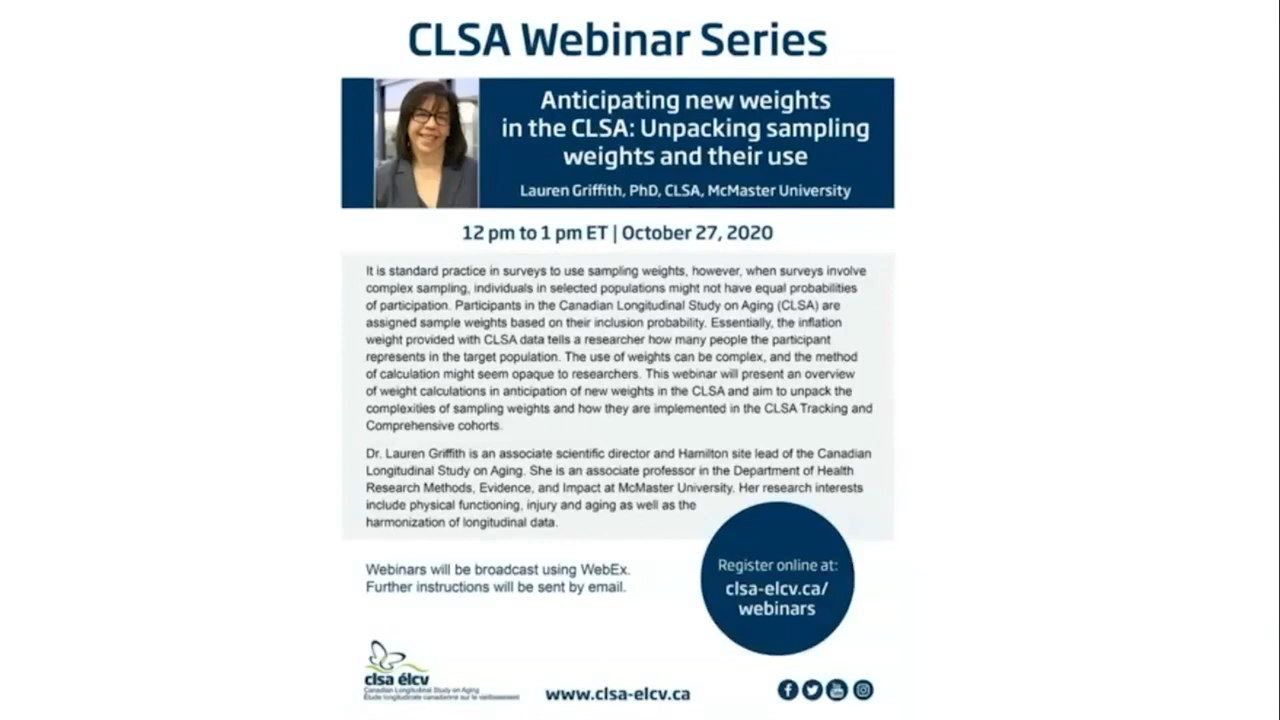 CLSA Webinar Series
Anticipating new weights
in the CLSA: Unpacking sampling
weights and their use
Lauren Griffith, PhD, CLSA, McMaster University
12 pm to 1 pm ET | October 27, 2020
It is standard practice in surveys to use sampling weights, however, when surveys involve
complex sampling, individuals in selected populations might not have equal probabilities
of participation. Participants in the Canadian Longitudinal Study on Aging (CLSA) are
assigned sample weights based on their inclusion probability. Essentially, the inflation
weight provided with CLSA data tells a researcher how many people the participant
represents in the target population. The use of weights can be complex, and the method
of calculation might seem opaque to researchers. This webinar will present an overview
of weight calculations in anticipation of new weights in the CLSA and aim to unpack the
complexities of sampling weights and how they are implemented in the CLSA Tracking and
Comprehensive cohorts.
Dr. Lauren Griffith is an associate scientific director and Hamilton site lead of the Canadian
Longitudinal Study on Aging. She is an associate professor in the Department of Health
Research Methods, Evidence, and Impact at McMaster University. Her research interests
include physical functioning, injury and aging as well as the
harmonization of longitudinal data.
Webinars will be broadcast using WebEx.
Further instructions will be sent by email.
Register online at:
clsa-elcv.ca/
webinars
clsa élcv
Canadian Longitudinal Study on Aging
Étude longitudinale canadienne sur le vieillissement
www.clsa-elcv.ca